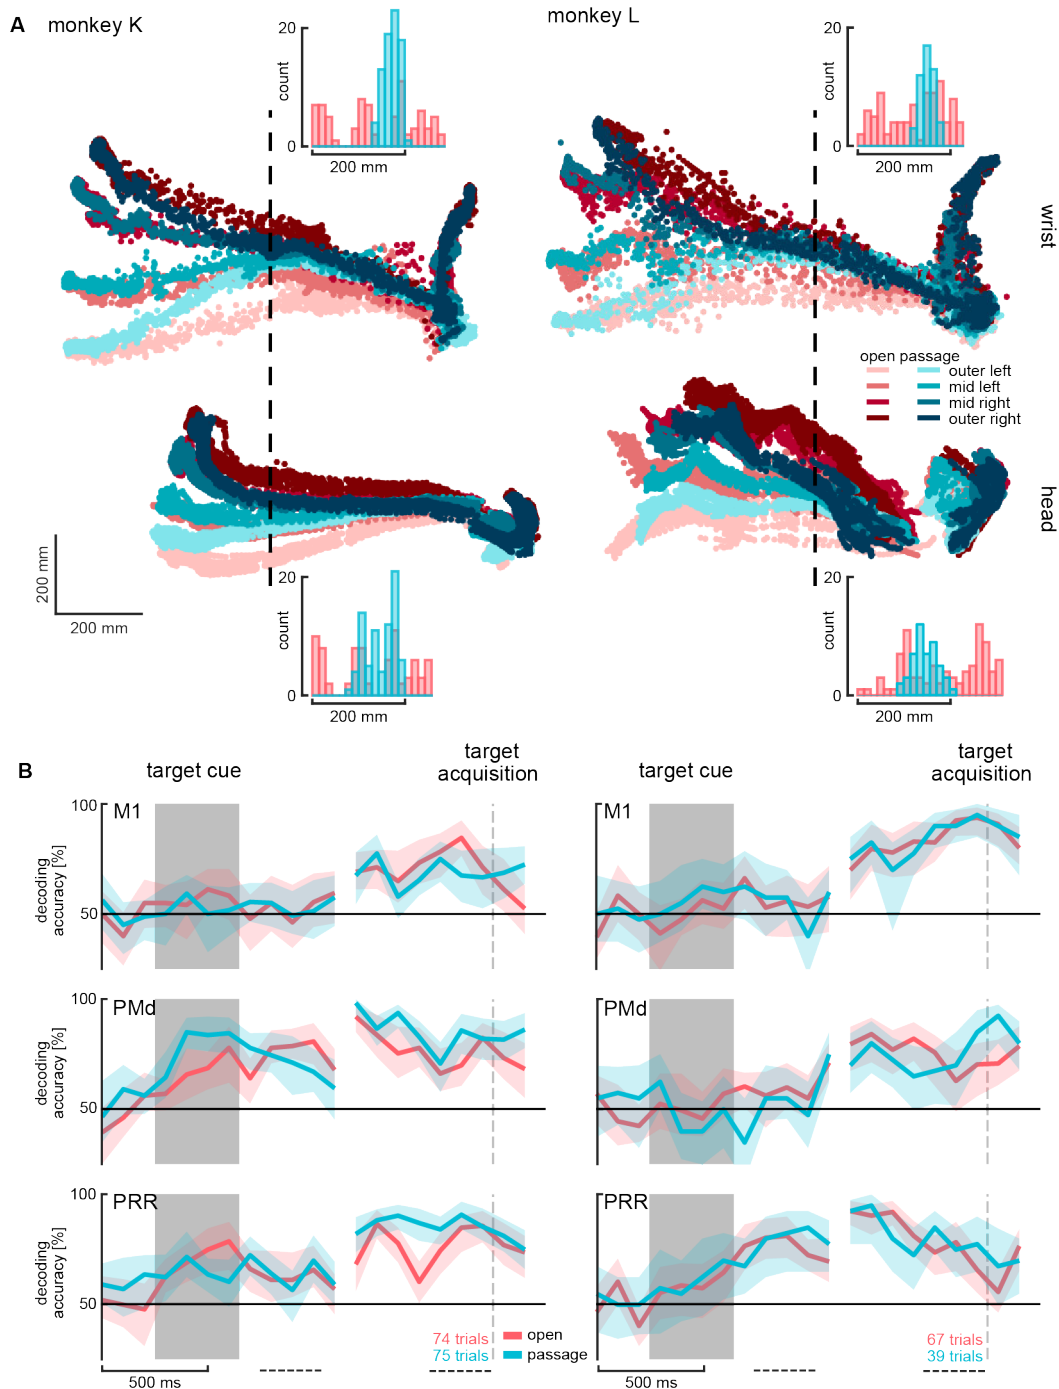 A
monkey K
monkey L
20
count
0
200 mm
20
count
0
200 mm
wrist
open passage
outer left
mid left
mid right
outer right
head
200 mm
200 mm
20
count
0
200 mm
20
count
0
200 mm
B
target cue
target
acquisition
target cue
target
acquisition
100
M1
decoding
accuracy [%]
50
M1
100
PMd
decoding
accuracy [%]
50
PMd
100
PRR
decoding
accuracy [%]
50
PRR
74 trials
75 trials
open
passage
67 trials
39 trials
500 ms
500 ms